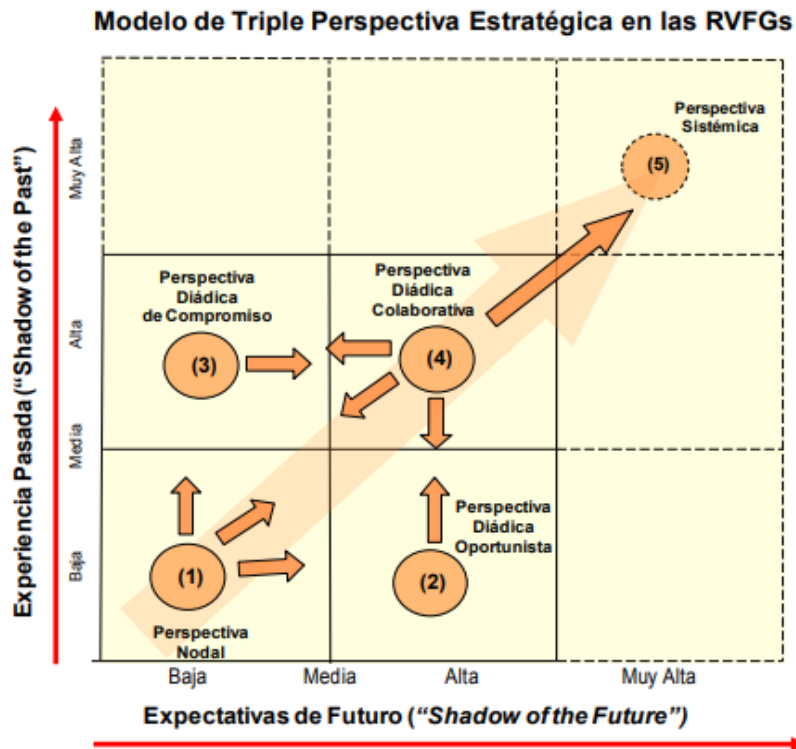 Modelo de Triple Perspectiva Estratégica en las RVFGs
Experiencia Pasada (“Shadow of the Past”)
Muy Alta
Alta
Media
Baja
Perspectiva
Sistémica
(5)
Perspectiva
Diádica
de Compromiso
(3)
Perspectiva
Diádica
Colaborativa
(4)
(1)
Perspectiva
Nodal
Perspectiva
Diádica
Oportunista
(2)
Baja
Media
Alta
Muy Alta
Expectativas de Futuro (“Shadow of the Future”)